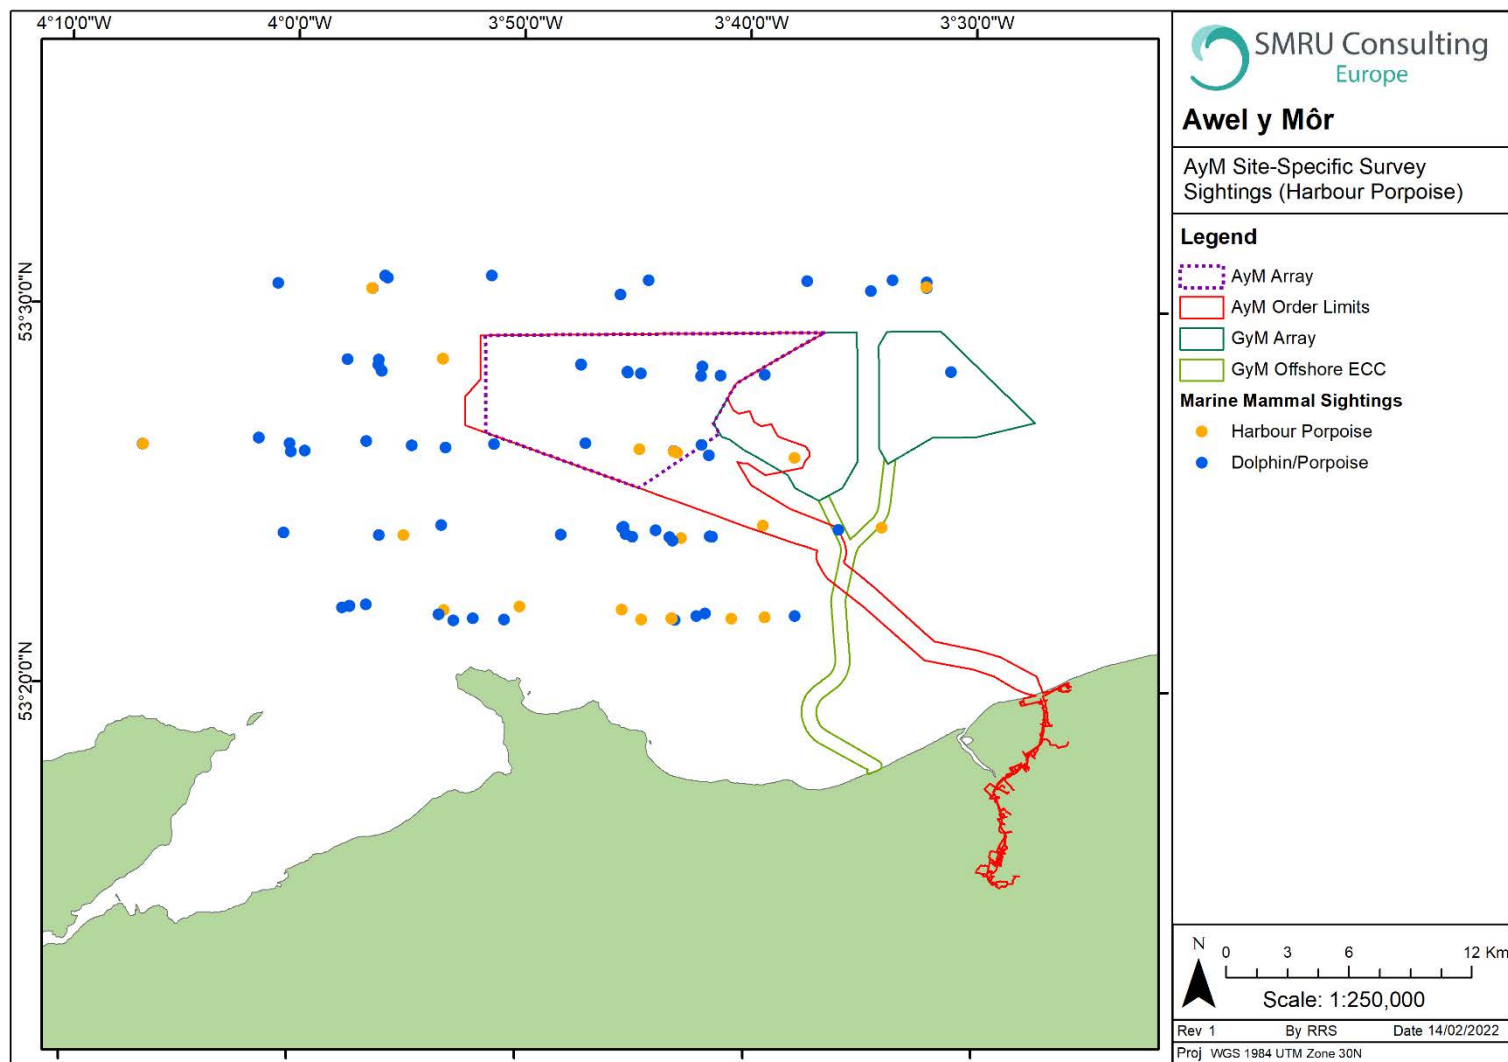 4°10'0"W 4°0'0"W 3°50'0"W 3°40'0"W 3°30'0"W
53°30'0"N
53°20'0"N
SMRU Consulting
Europe
Awel y Môr
AyM Site-Specific Survey
Sightings (Harbour Porpoise)
Legend
AyM Array
AyM Order Limits
GyM Array
GyM Offshore ECC
Marine Mammal Sightings
Harbour Porpoise
Dolphin/Porpoise
N
0 3 6 12 Km
Scale: 1:250,000
Rev 1 By RRS Date 14/02/2022
Proj WGS 1984 UTM Zone 30N